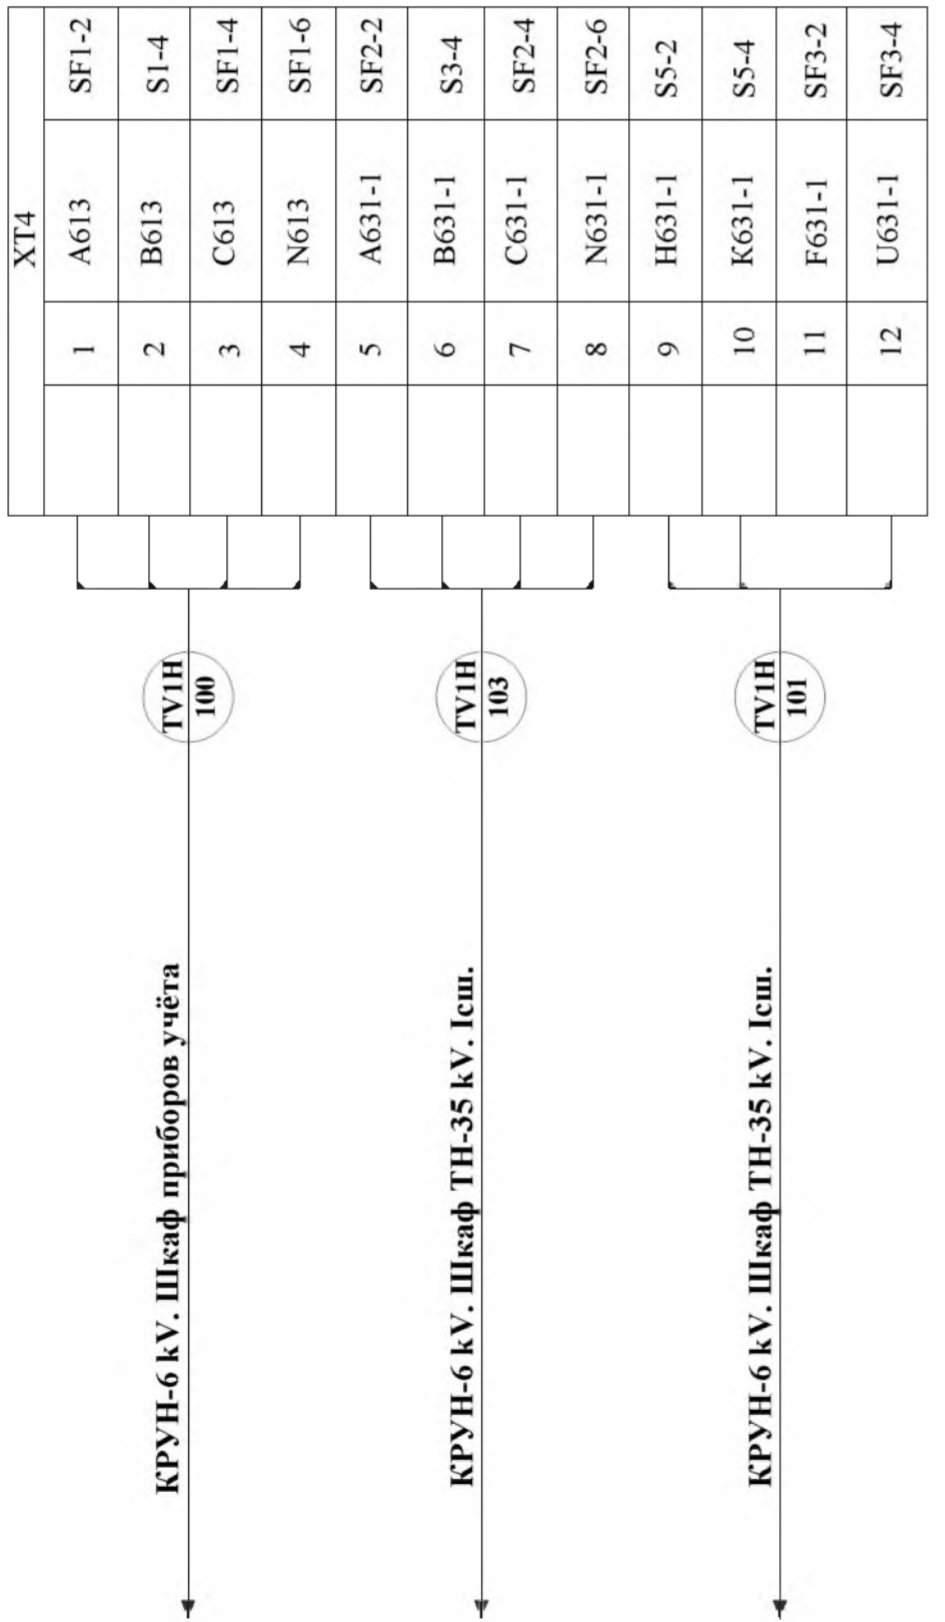 XT4
SF1-2 S1-4 SF1-4 SF1-6 SF2-2 S3-4 SF2-4 SF2-6 S5-2 S5-4 SF3-2 SF3-4
A613 B613 C613 N613 A631-1 B631-1 C631-1 N631-1 H631-1 K631-1 F631-1 U631-1
1 2 3 4 5 6 7 8 9 10 11 12
TV1H
100
TV1H
103
TV1H
101
КРУН-6 kV. Шкаф приборов учёта
КРУН-6 kV. Шкаф ТН-35 kV. Iсш.
КРУН-6 kV. Шкаф ТН-35 kV. Iсш.